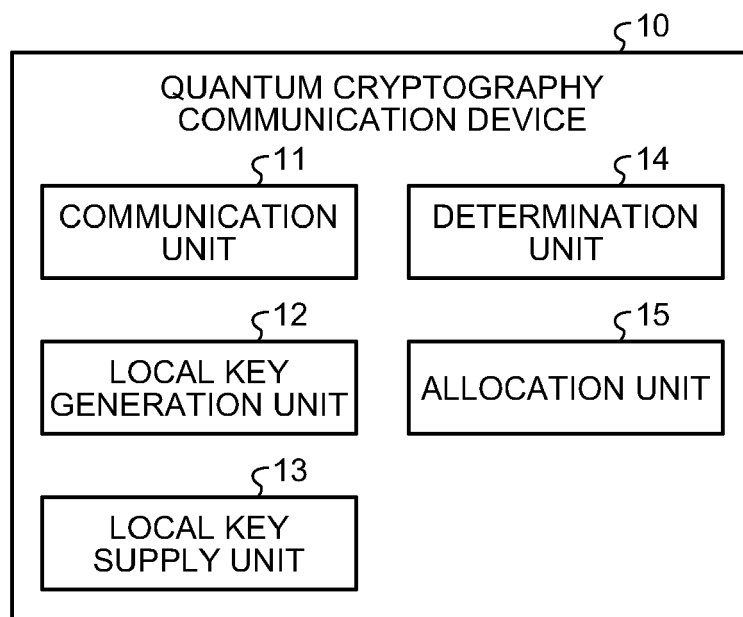 10
QUANTUM CRYPTOGRAPHY
COMMUNICATION DEVICE
11
COMMUNICATION
UNIT
12
LOCAL KEY
GENERATION UNIT
13
LOCAL KEY
SUPPLY UNIT
14
DETERMINATION
UNIT
15
ALLOCATION UNIT